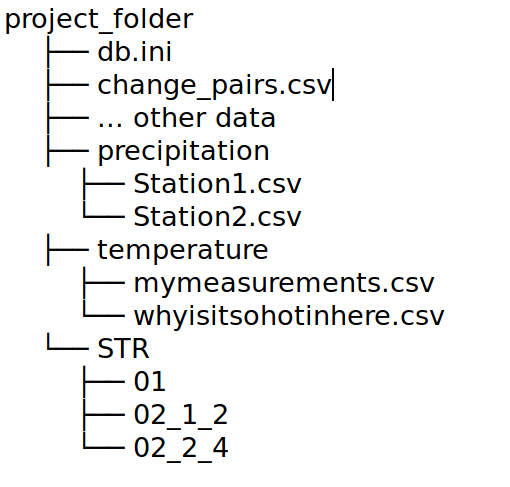 project_folder
├── db.ini
├── change_pairs.csv
├── ... other data
├── precipitation
├── Station1.csv
└── Station2.csv
├── temperature
├── mymeasurements.csv
└── whyisitsohotinhere.csv
└── STR
├── 01
├── 02_1_2
└── 02_2_4